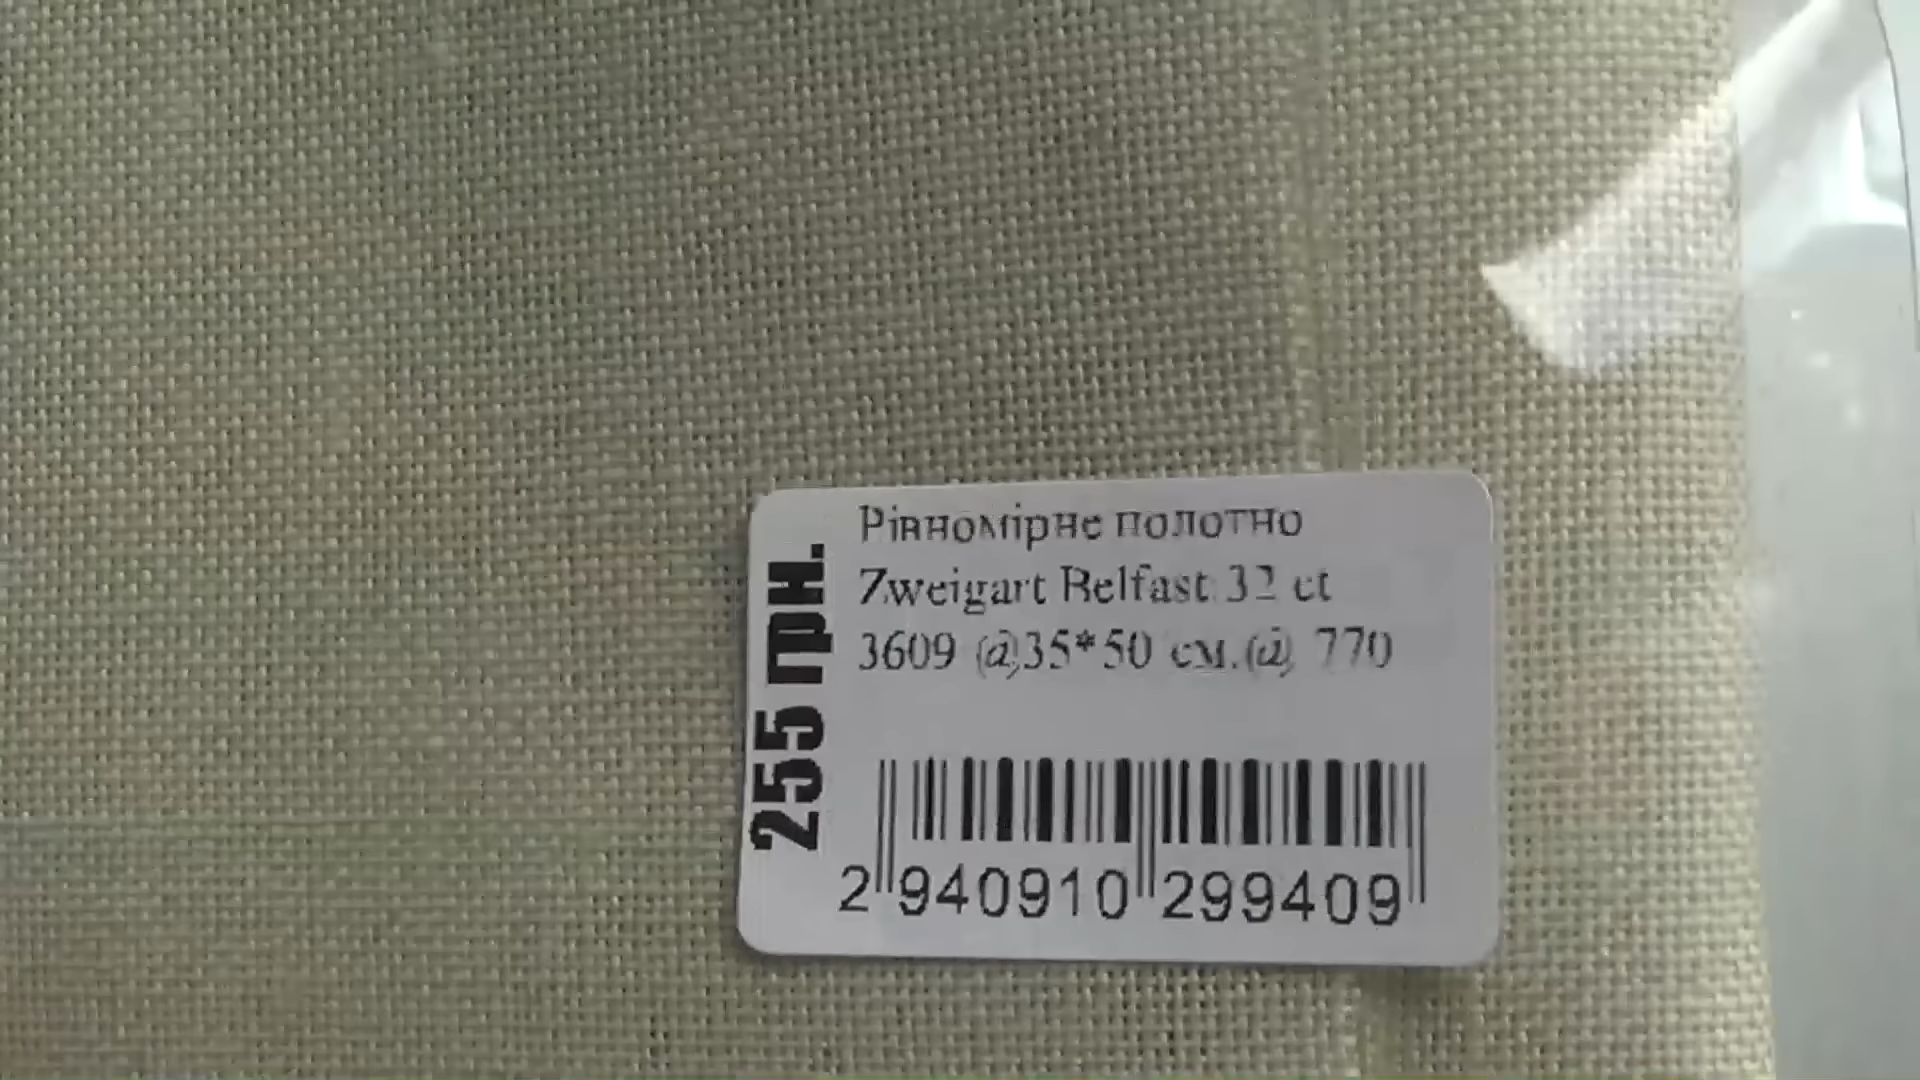 255 грн.
Рівномірне полотно
Zweigart Belfast 32 ct
3609 @35*50 см.@ 770
2 940910 299409